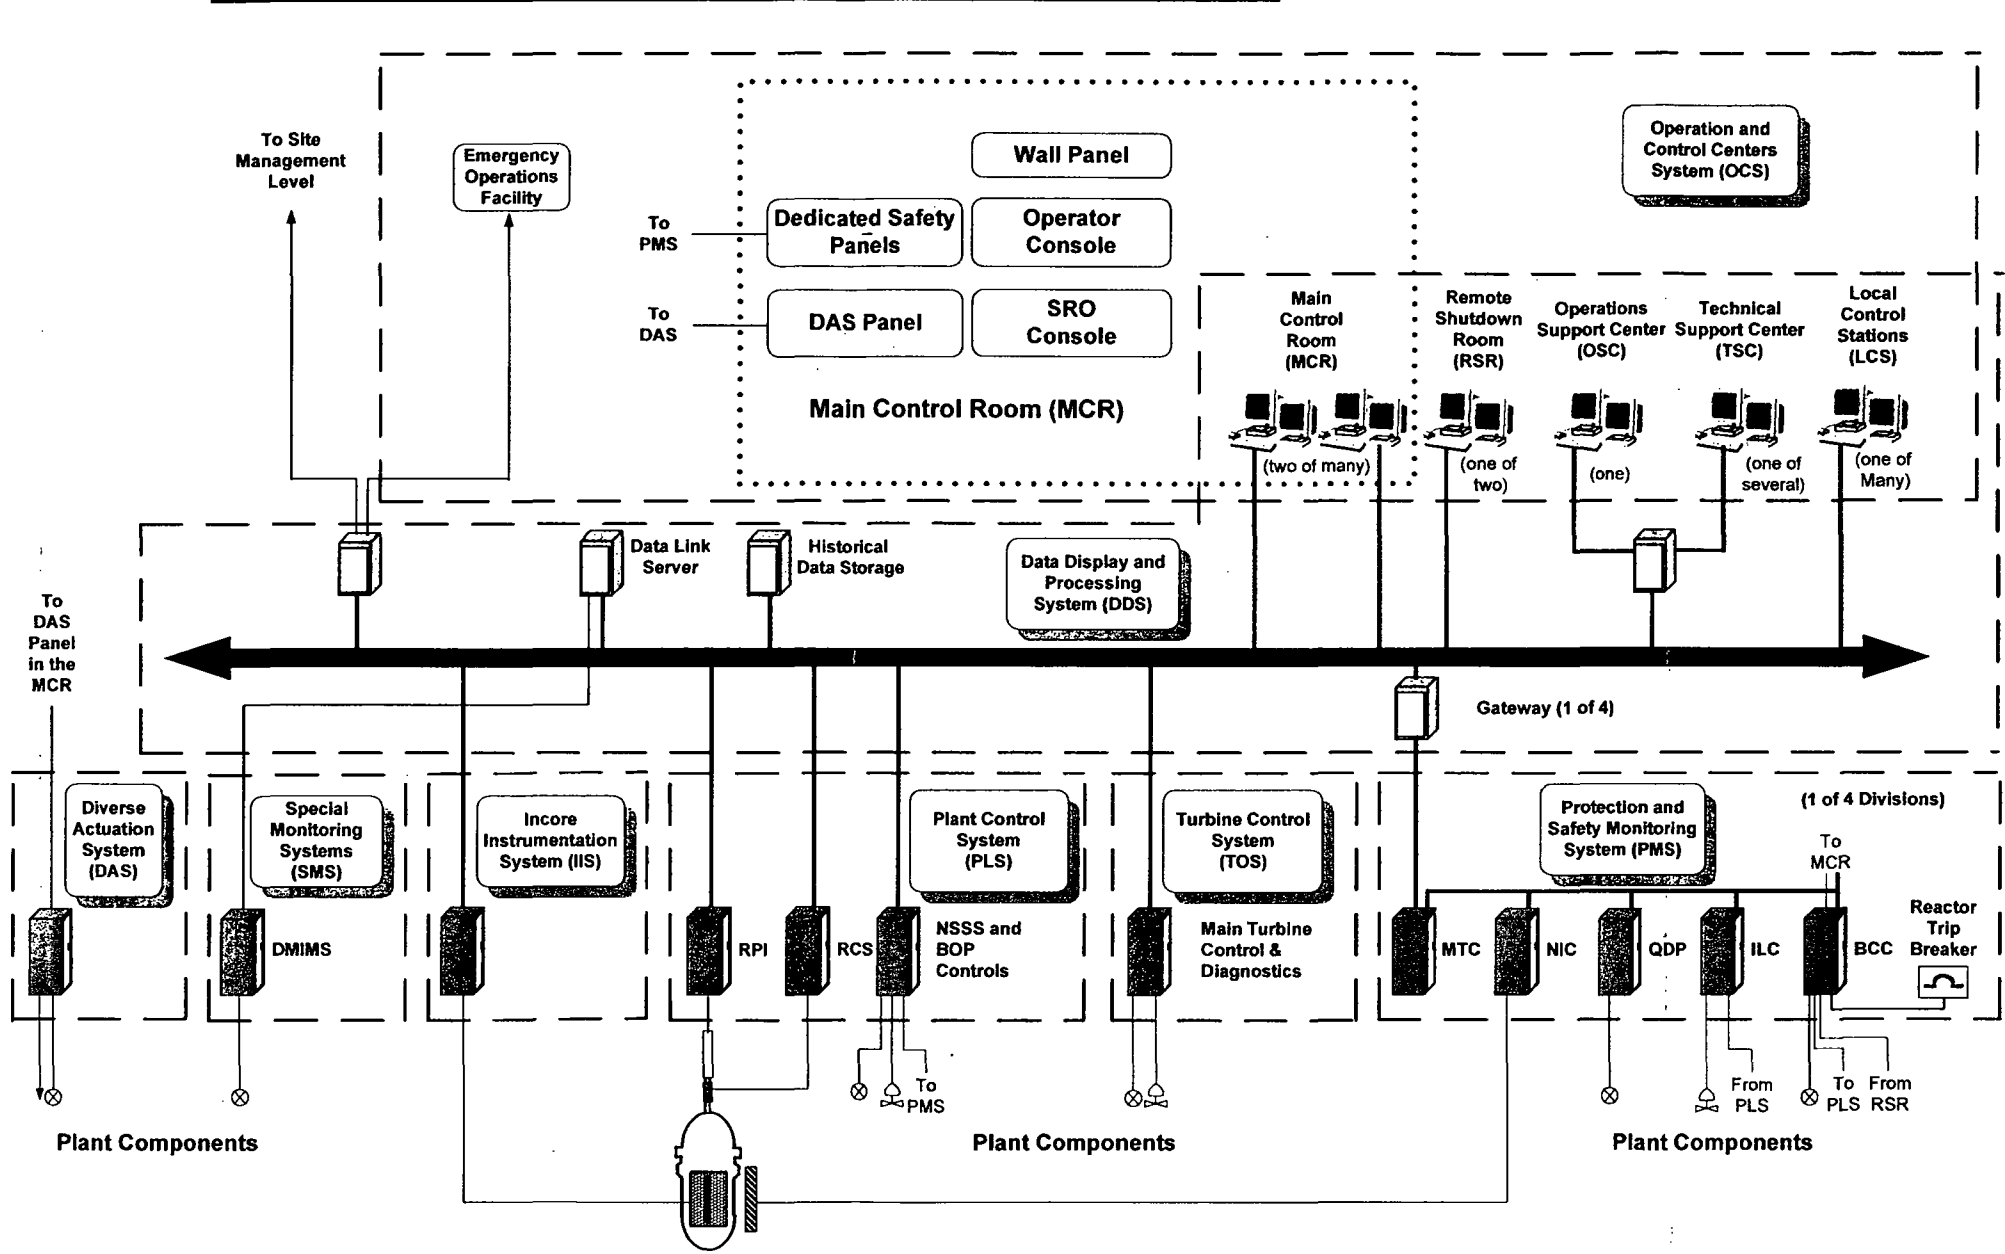 To Site
Management
Level
Emergency
Operations
Facility
Wall Panel
Operation and
Control Centers
System (OCS)
To
PMS
Dedicated Safety
Panels
Operator
Console
To
DAS
DAS Panel
SRO
Console
Main Control Room (MCR)
Main
Control
Room
(MCR)
Remote
Shutdown
Room
(RSR)
Operations
Support Center
(OSC)
Technical
Support Center
(TSC)
Local
Control
Stations
(LCS)
(two of many)
(one of
two)
(one)
(one of
several)
(one of
Many)
Data Link
Server
Historical
Data Storage
Data Display and
Processing
System (DDS)
To
DAS
Panel
in the
MCR
Gateway (1 of 4)
Diverse
Actuation
System
(DAS)
Special
Monitoring
Systems
(SMS)
Incore
Instrumentation
System (IIS)
Plant Control
System
(PLS)
Turbine Control
System
(TOS)
Protection and
Safety Monitoring
System (PMS)
(1 of 4 Divisions)
To
MCR
DMIMS
RPI
RCS
NSSS and
BOP
Controls
Main Turbine
Control &
Diagnostics
MTC
NIC
QDP
ILC
BCC
Reactor
Trip
Breaker
To
PMS
From
PLS
To
PLS
From
RSR
Plant Components
Plant Components
Plant Components